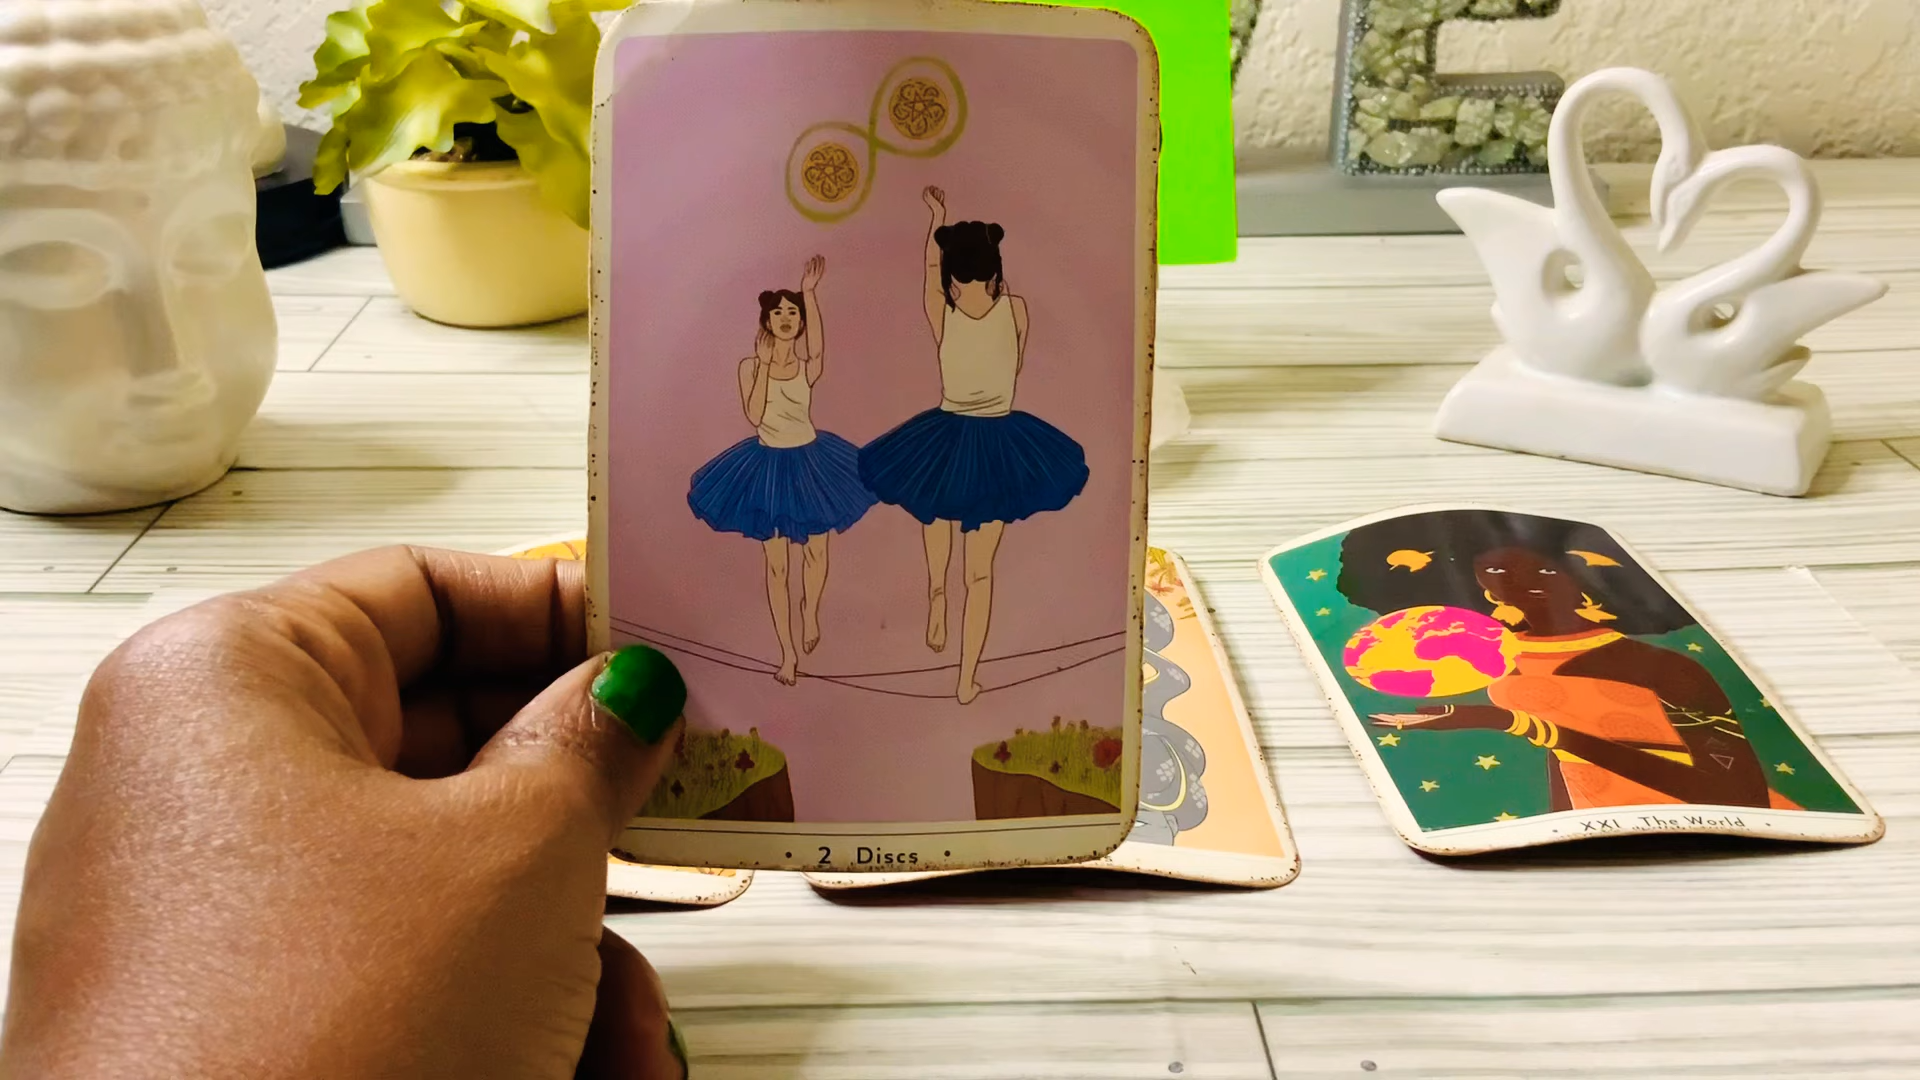 E
• 2 Discs •
• XXI The World •